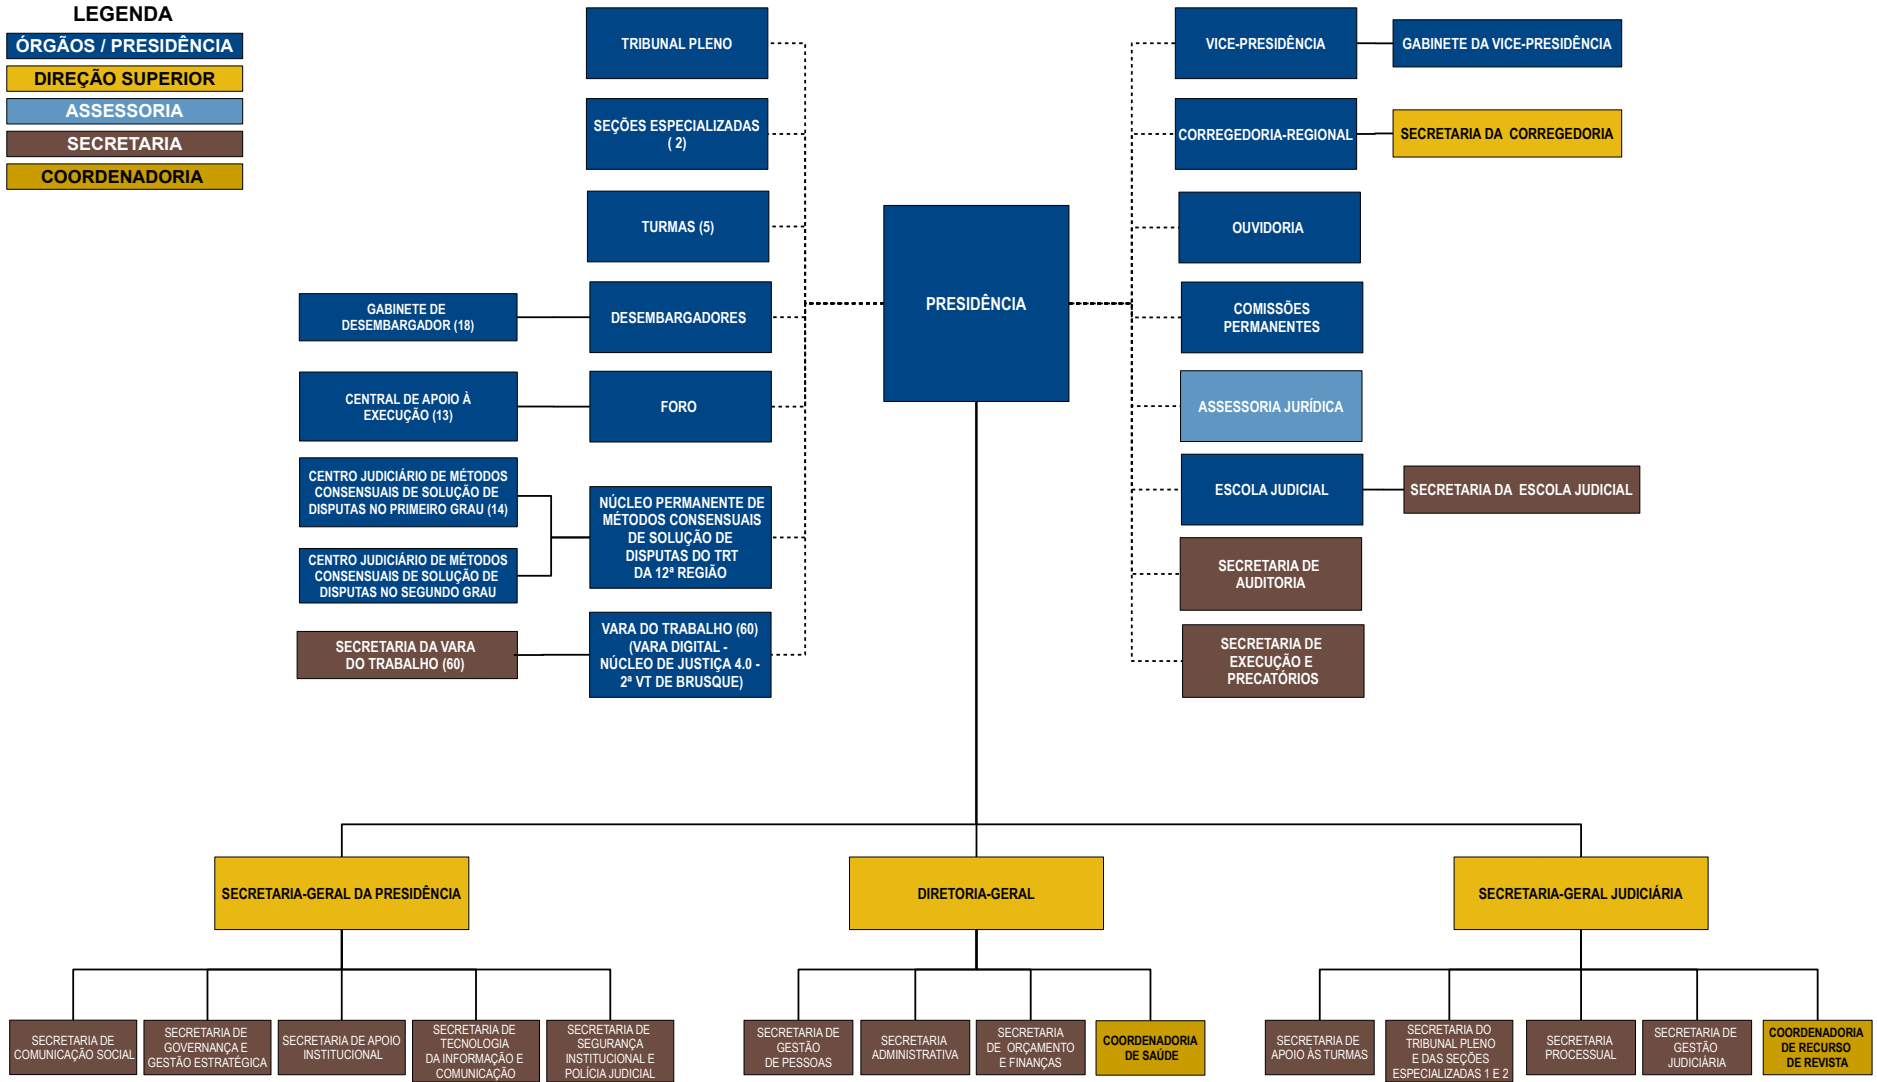 LEGENDA
ÓRGÃOS / PRESIDÊNCIA
DIREÇÃO SUPERIOR
ASSESSORIA
SECRETARIA
COORDENADORIA
TRIBUNAL PLENO
SEÇÕES ESPECIALIZADAS
( 2)
TURMAS (5)
GABINETE DE
DESEMBARGADOR (18)
DESEMBARGADORES
CENTRAL DE APOIO À
EXECUÇÃO (13)
FORO
CENTRO JUDICIÁRIO DE MÉTODOS
CONSENSUAIS DE SOLUÇÃO DE
DISPUTAS NO PRIMEIRO GRAU (14)
CENTRO JUDICIÁRIO DE MÉTODOS
CONSENSUAIS DE SOLUÇÃO DE
DISPUTAS NO SEGUNDO GRAU
NÚCLEO PERMANENTE DE
MÉTODOS CONSENSUAIS
DE SOLUÇÃO DE
DISPUTAS DO TRT
DA 12ª REGIÃO
SECRETARIA DA VARA
DO TRABALHO (60)
VARA DO TRABALHO (60)
(VARA DIGITAL -
NÚCLEO DE JUSTIÇA 4.0 -
2ª VT DE BRUSQUE)
PRESIDÊNCIA
VICE-PRESIDÊNCIA
GABINETE DA VICE-PRESIDÊNCIA
CORREGEDORIA-REGIONAL
SECRETARIA DA CORREGEDORIA
OUVIDORIA
COMISSÕES
PERMANENTES
ASSESSORIA JURÍDICA
ESCOLA JUDICIAL
SECRETARIA DA ESCOLA JUDICIAL
SECRETARIA DE
AUDITORIA
SECRETARIA DE
EXECUÇÃO E
PRECATÓRIOS
SECRETARIA-GERAL DA PRESIDÊNCIA
DIRETORIA-GERAL
SECRETARIA-GERAL JUDICIÁRIA
SECRETARIA DE
COMUNICAÇÃO SOCIAL
SECRETARIA DE
GOVERNANÇA E
GESTÃO ESTRATÉGICA
SECRETARIA DE APOIO
INSTITUCIONAL
SECRETARIA DE
TECNOLOGIA
DA INFORMAÇÃO E
COMUNICAÇÃO
SECRETARIA DE
SEGURANÇA
INSTITUCIONAL E
POLÍCIA JUDICIAL
SECRETARIA DE
GESTÃO
DE PESSOAS
SECRETARIA
ADMINISTRATIVA
SECRETARIA
DE ORÇAMENTO
E FINANÇAS
COORDENADORIA
DE SAÚDE
SECRETARIA DE
APOIO ÀS TURMAS
SECRETARIA DO
TRIBUNAL PLENO
E DAS SEÇÕES
ESPECIALIZADAS 1 E 2
SECRETARIA
PROCESSUAL
SECRETARIA DE
GESTÃO
JUDICIÁRIA
COORDENADORIA
DE RECURSO
DE REVISTA